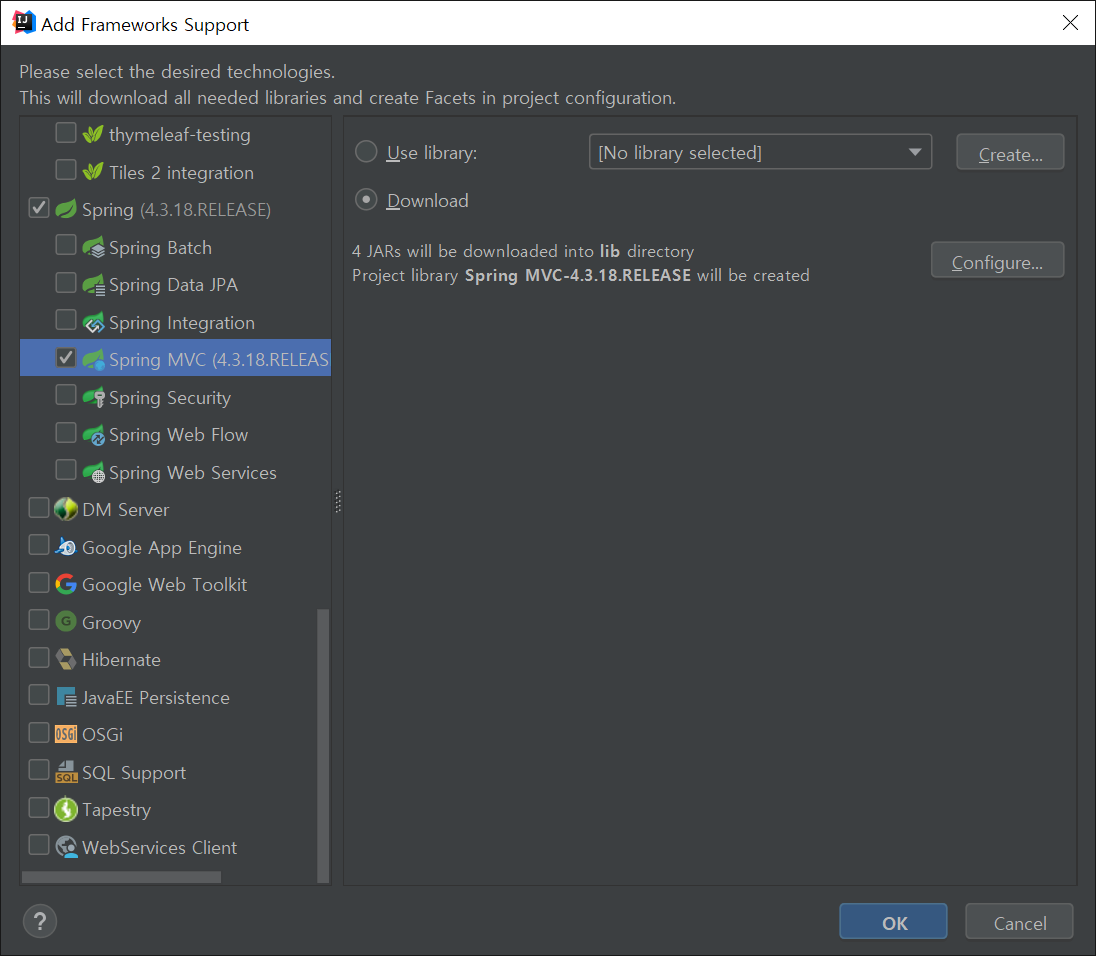 Add Frameworks Support
Please select the desired technologies.
This will download all needed libraries and create Facets in project configuration.
thymeleaf-testing
Tiles 2 integration
Spring (4.3.18.RELEASE)
Spring Batch
Spring Data JPA
Spring Integration
Spring MVC (4.3.18.RELEAS
Spring Security
Spring Web Flow
Spring Web Services
DM Server
Google App Engine
Google Web Toolkit
G Groovy
Hibernate
JavaEE Persistence
OSGi OSGi
SQL SQL Support
Tapestry
WebServices Client
Use library:
[No library selected]
Create...
Download
4 JARs will be downloaded into lib directory
Project library Spring MVC-4.3.18.RELEASE will be created
Configure...
?
OK
Cancel